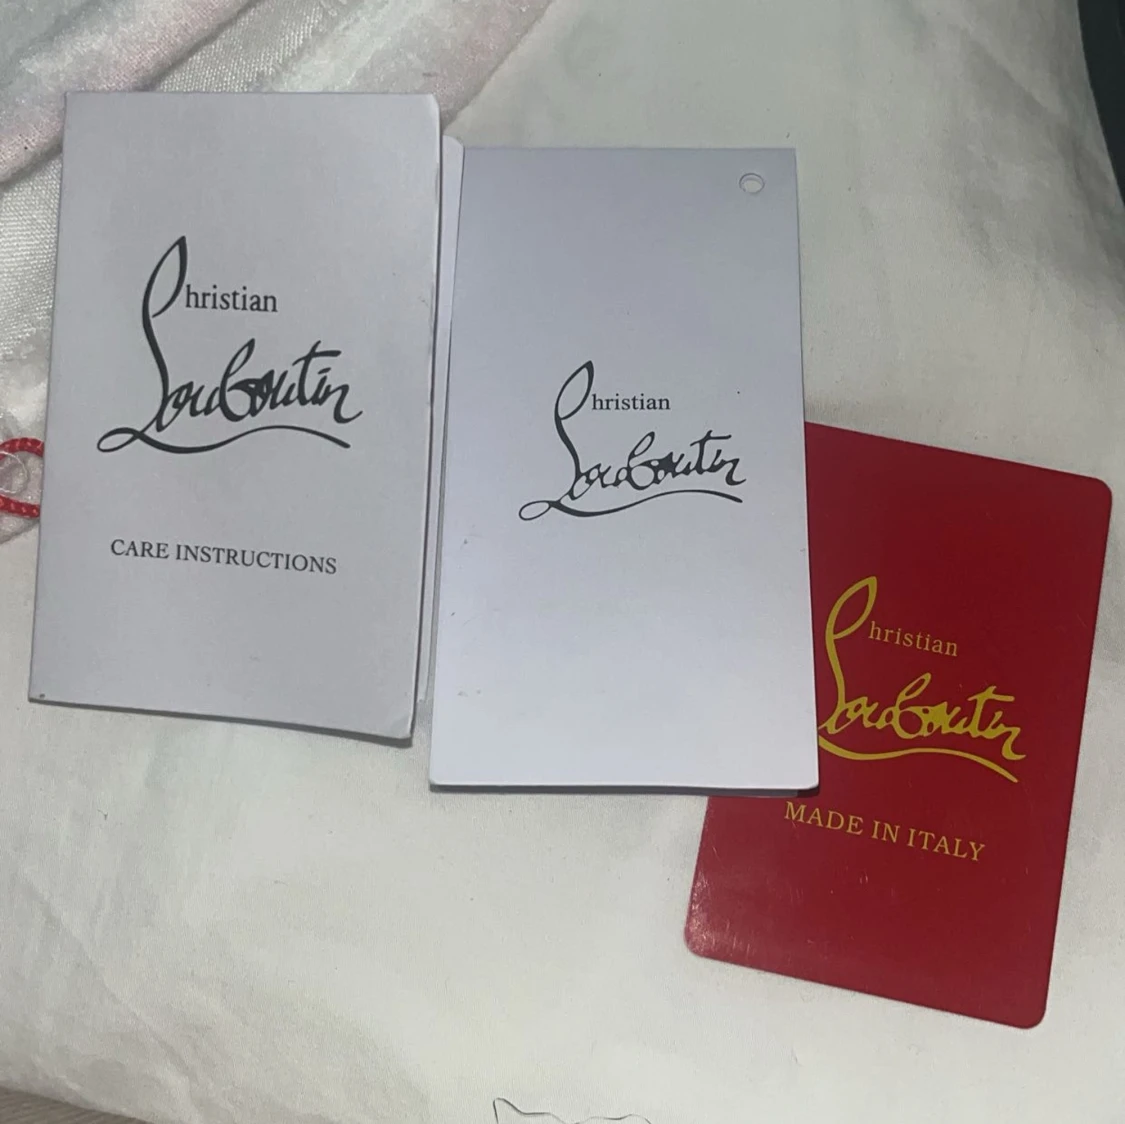 Christian
Louboutin
CARE INSTRUCTIONS
Christian
Louboutin
Christian
Louboutin
MADE IN ITALY